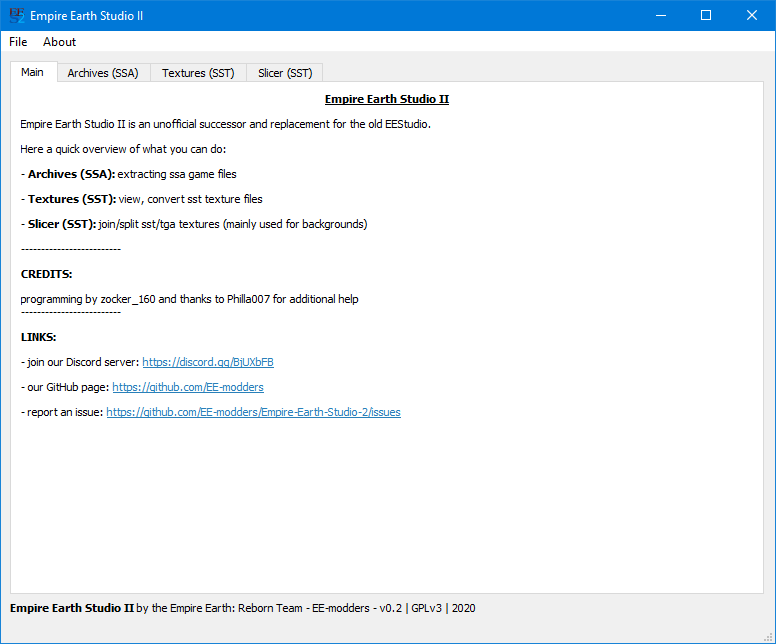 Empire Earth Studio II
File About
Main Archives (SSA) Textures (SST) Slicer (SST)
Empire Earth Studio II
Empire Earth Studio II is an unofficial successor and replacement for the old EEStudio.
Here a quick overview of what you can do:
- Archives (SSA): extracting ssa game files
- Textures (SST): view, convert sst texture files
- Slicer (SST): join/split sst/tga textures (mainly used for backgrounds)
-------------------------
CREDITS:
programming by zocker_160 and thanks to Philla007 for additional help
-------------------------
LINKS:
- join our Discord server: https://discord.gg/BjUXbFB
- our GitHub page: https://github.com/EE-modders
- report an issue: https://github.com/EE-modders/Empire-Earth-Studio-2/issues
Empire Earth Studio II by the Empire Earth: Reborn Team - EE-modders - v0.2 | GPLv3 | 2020